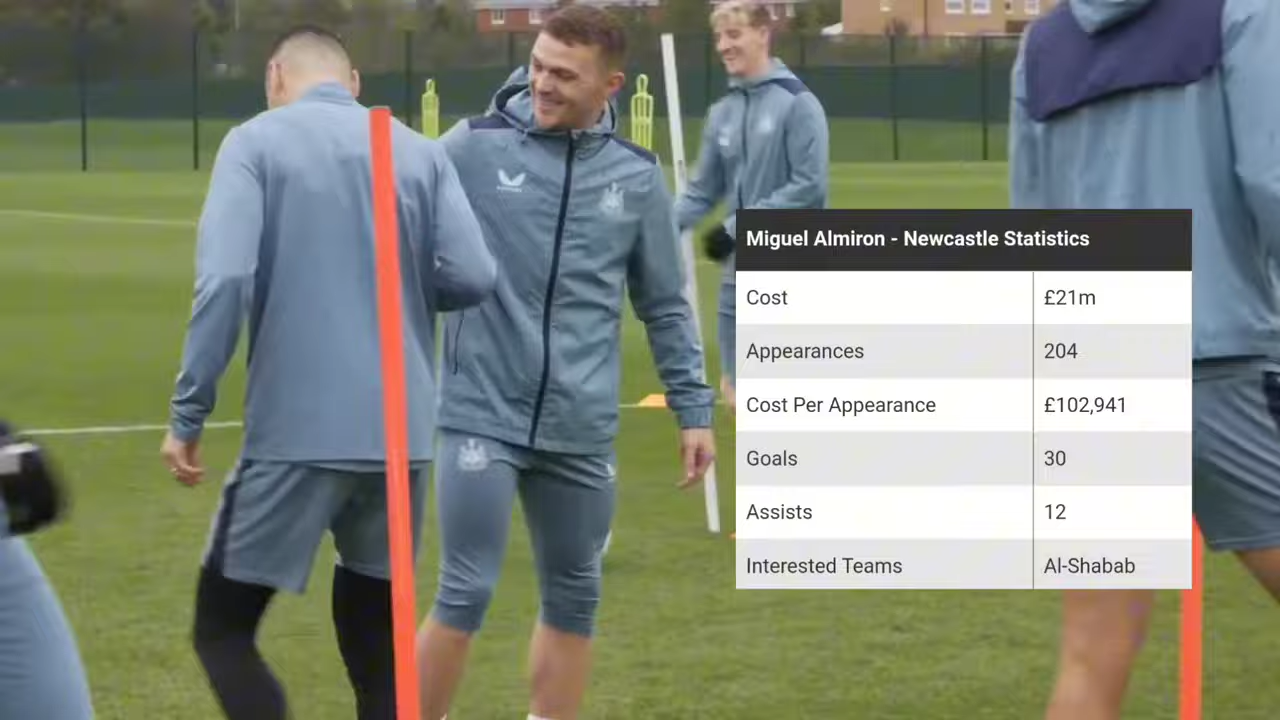 Miguel Almiron - Newcastle Statistics
Cost £21m
Appearances 204
Cost Per Appearance £102,941
Goals 30
Assists 12
Interested Teams Al-Shabab